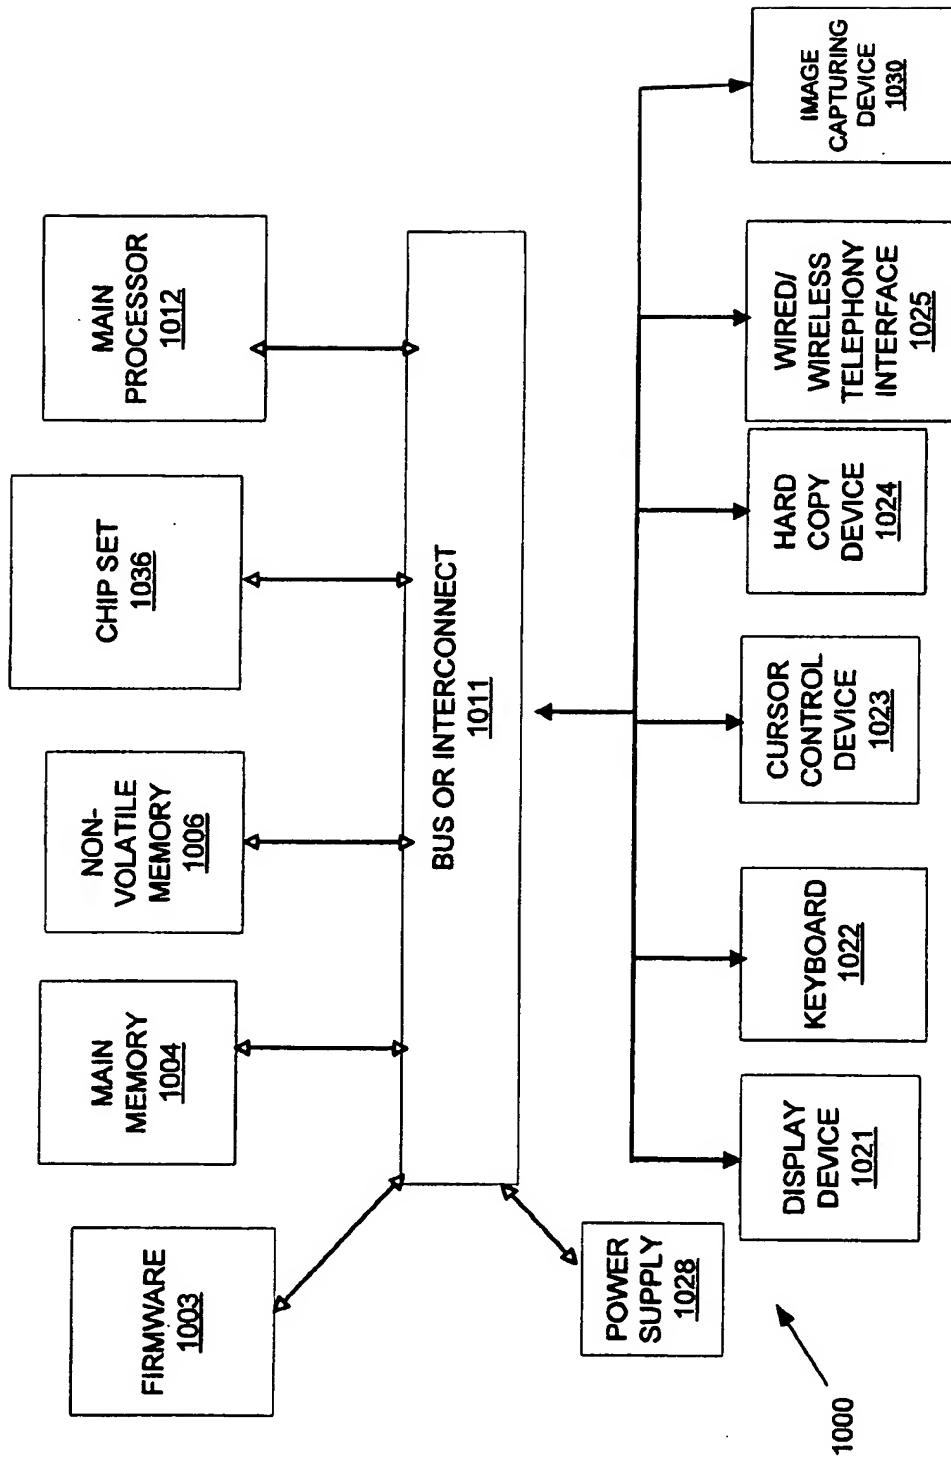 FIRMWARE
1003
MAIN
MEMORY
1004
NON-
VOLATILE
MEMORY
1006
CHIP SET
1036
MAIN
PROCESSOR
1012
BUS OR INTERCONNECT
1011
POWER
SUPPLY
1028
DISPLAY
DEVICE
1021
KEYBOARD
1022
CURSOR
CONTROL
DEVICE
1023
HARD
COPY
DEVICE
1024
WIRED/
WIRELESS
TELEPHONY
INTERFACE
1025
IMAGE
CAPTURING
DEVICE
1030
1000